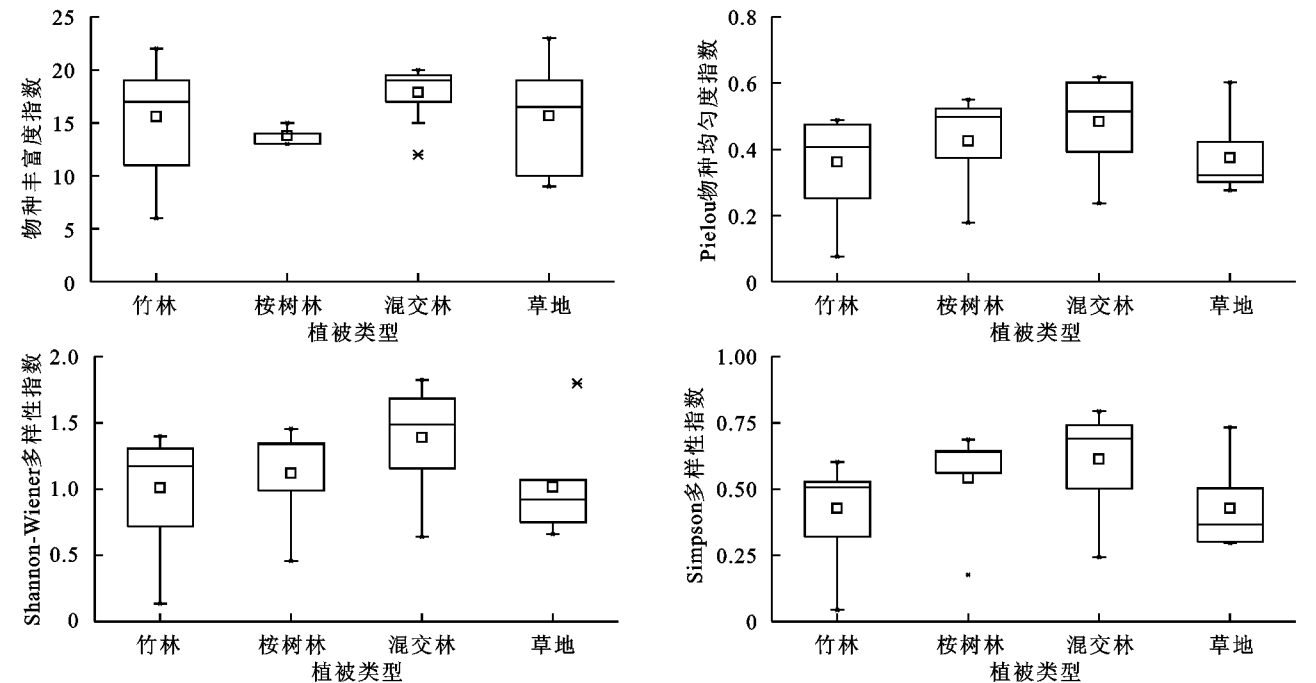 物种丰富度指数
25
20
15
10
5
0
竹林 桉树林 混交林 草地
植被类型
Pielou物种均匀度指数
0.8
0.6
0.4
0.2
0
竹林 桉树林 混交林 草地
植被类型
Shannon-Wiener多样性指数
2.0
1.5
1.0
0.5
0
竹林 桉树林 混交林 草地
植被类型
Simpson多样性指数
1.00
0.75
0.50
0.25
0
竹林 桉树林 混交林 草地
植被类型